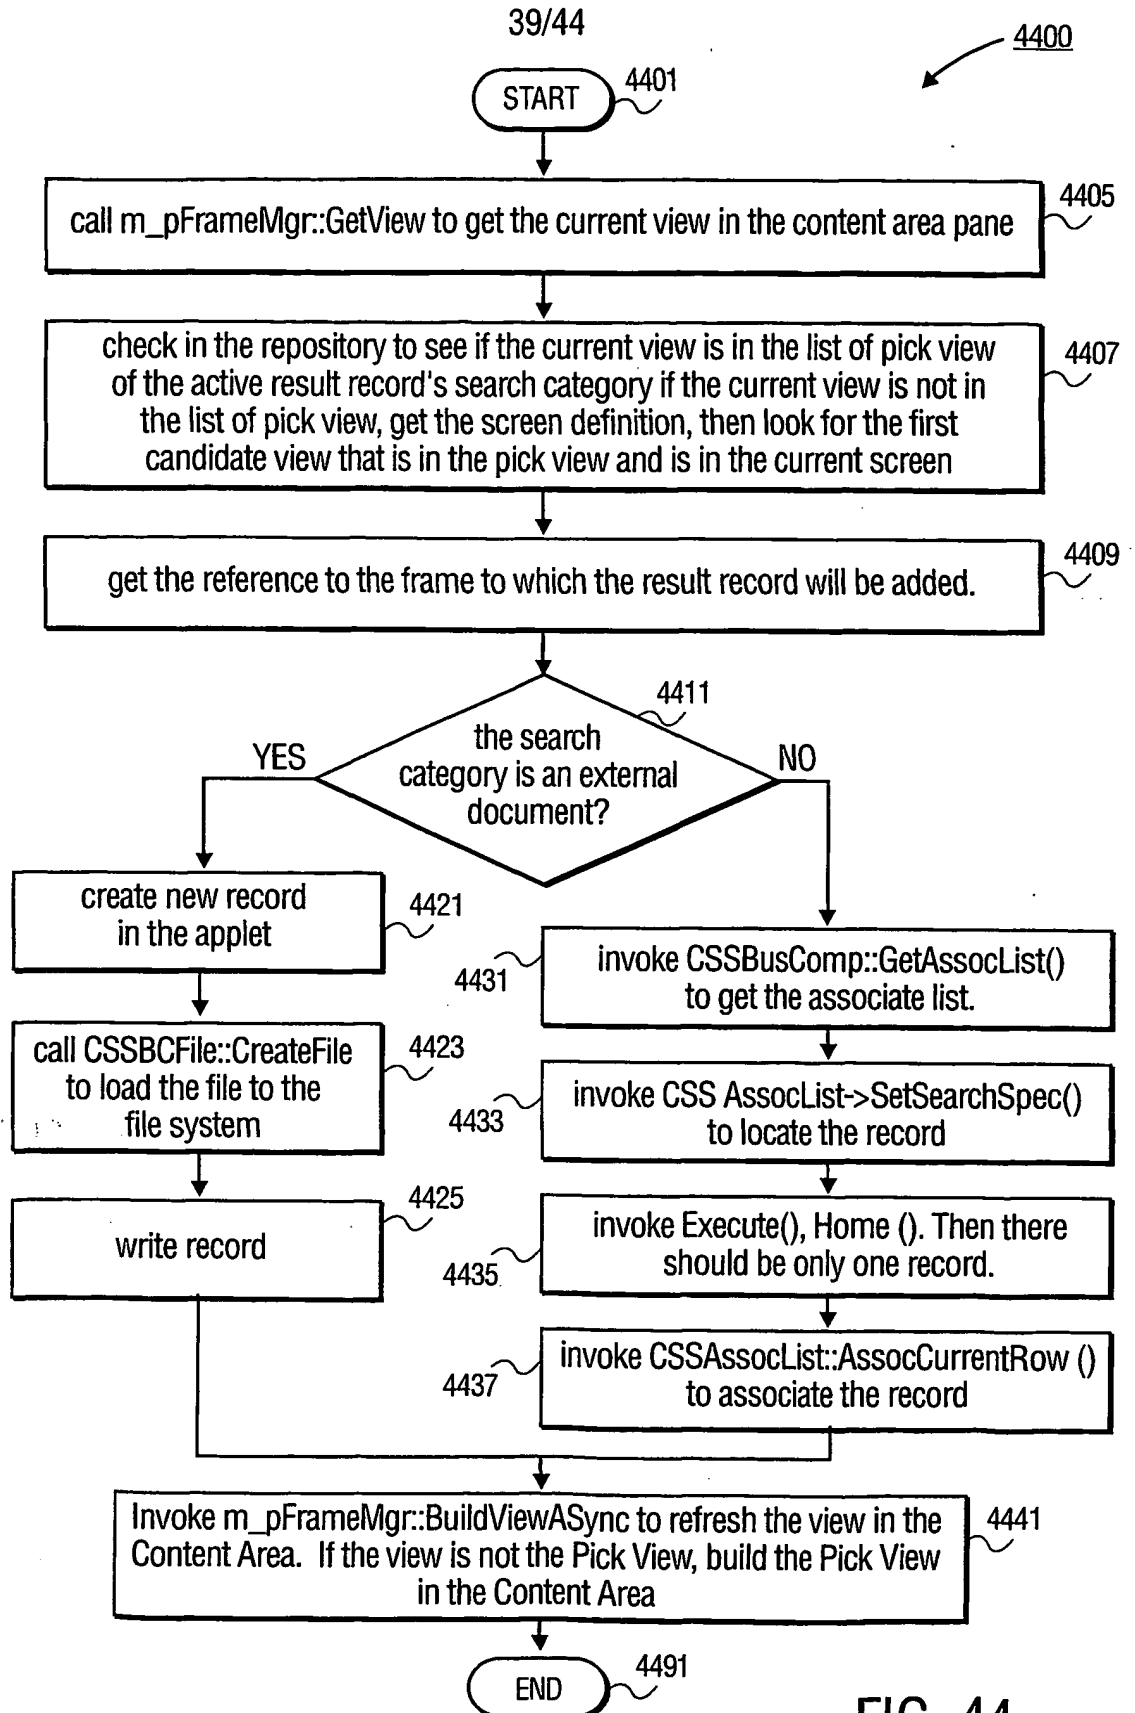 39/44
4400
START
4401
call m_pFrameMgr::GetView to get the current view in the content area pane
4405
check in the repository to see if the current view is in the list of pick view
of the active result record's search category if the current view is not in
the list of pick view, get the screen definition, then look for the first
candidate view that is in the pick view and is in the current screen
4407
get the reference to the frame to which the result record will be added.
4409
4411
the search
category is an external
document?
YES
NO
create new record
in the applet
4421
call CSSBCFile::CreateFile
to load the file to the
file system
4423
write record
4425
invoke CSSBusComp::GetAssocList()
to get the associate list.
4431
invoke CSS AssocList->SetSearchSpec()
to locate the record
4433
invoke Execute(), Home (). Then there
should be only one record.
4435
invoke CSSAssocList::AssocCurrentRow ()
to associate the record
4437
Invoke m_pFrameMgr::BuildViewASync to refresh the view in the
Content Area. If the view is not the Pick View, build the Pick View
in the Content Area
4441
END
4491
FIG. 44